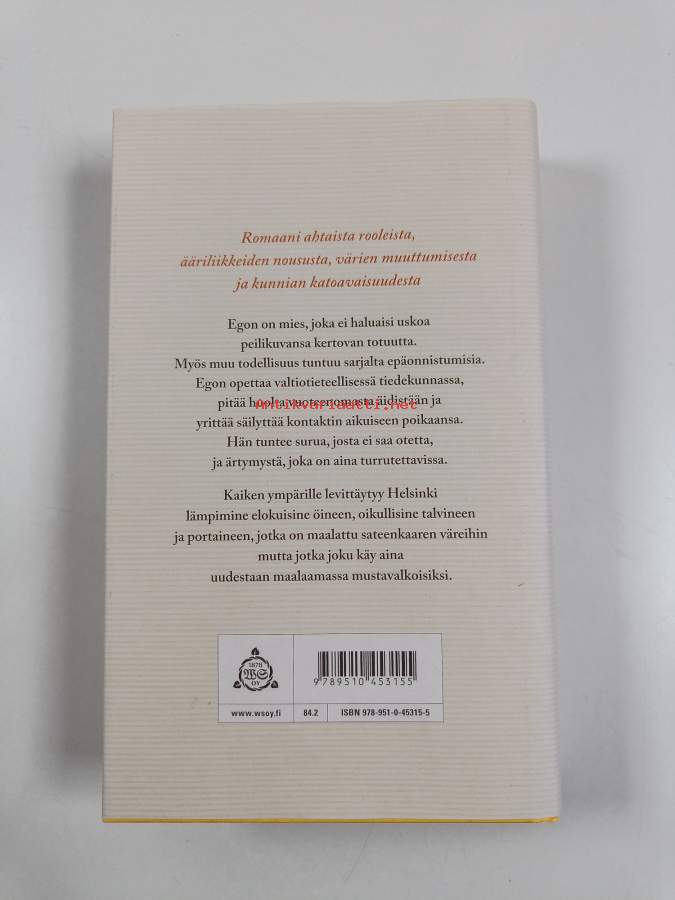 Romaani ahtaista rooleista,
ääriliikkeiden noususta, värien muuttumisesta
ja kunnian katoavaisuudesta
Egon on mies, joka ei haluaisi uskoa
peilikuvansa kertovan totuutta.
Myös muu todellisuus tuntuu sarjalta epäonnistumisia.
Egon opettaa valtiotieteellisessä tiedekunnassa,
pitää huolta vuoteenomasta äidistään ja
Antikvariaatti.net
yrittää säilyttää kontaktin aikuiseen poikaansa.
Hän tuntee surua, josta ei saa otetta,
ja ärtymystä, joka on aina turrutettavissa.
Kaiken ympärille levittäytyy Helsinki
lämpimine elokuisine öineen, oikullisine talvineen
ja portaineen, jotka on maalattu sateenkaaren väreihin
mutta jotka joku käy aina
uudestaan maalaamassa mustavalkoisiksi.
1878
WS
OY
9 789510 453155
www.wsoy.fi
84.2
ISBN 978-951-0-45315-5